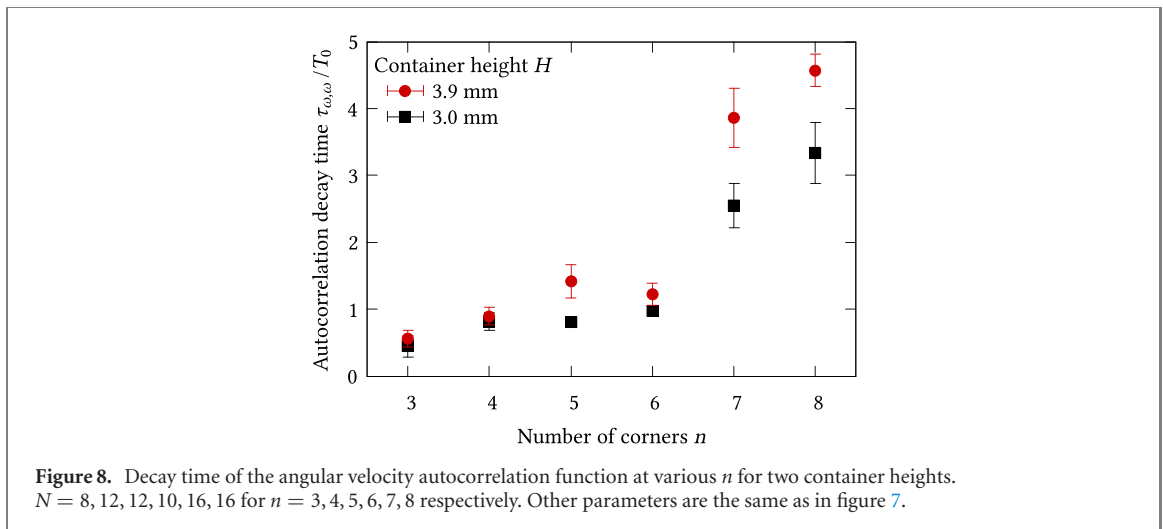 Autocorrelation decay time τω,ω/T0
5
4
3
2
1
0
Container height H
3.9 mm
3.0 mm
3 4 5 6 7 8
Number of corners n
Figure 8. Decay time of the angular velocity autocorrelation function at various n for two container heights.
N = 8, 12, 12, 10, 16, 16 for n = 3, 4, 5, 6, 7, 8 respectively. Other parameters are the same as in figure 7.